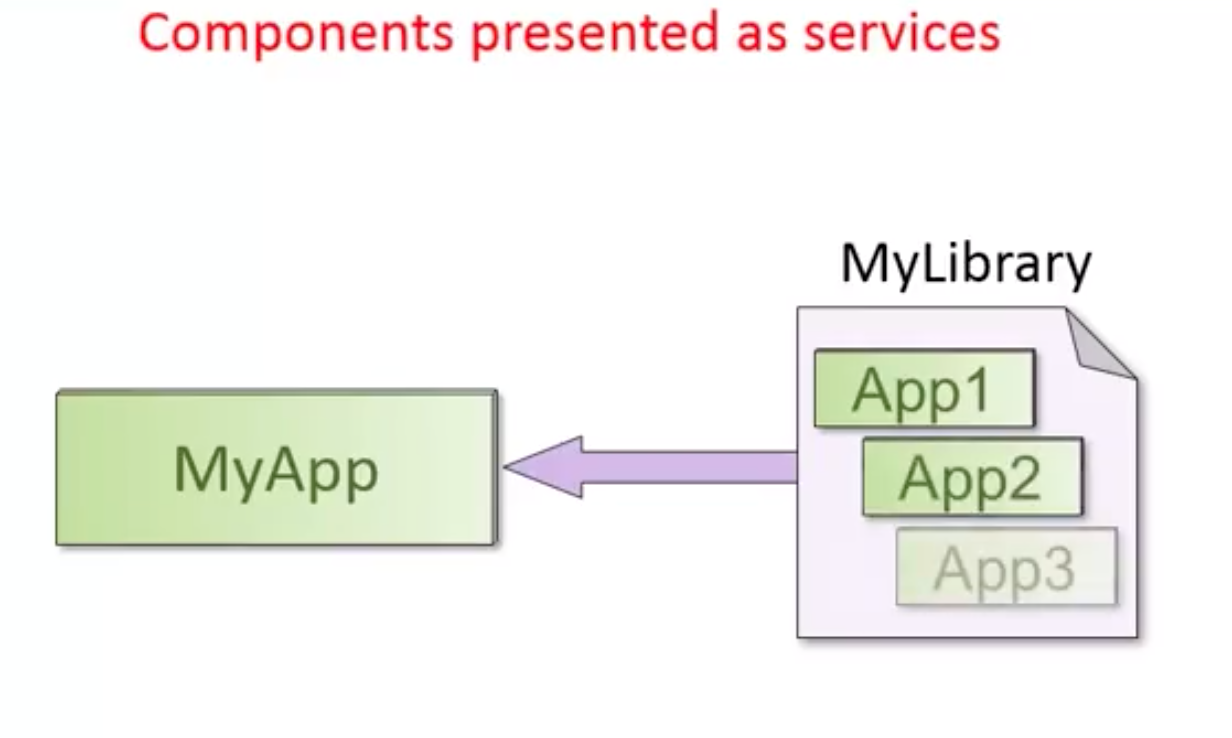 Components presented as services
MyLibrary
App1
MyApp
App2
App3